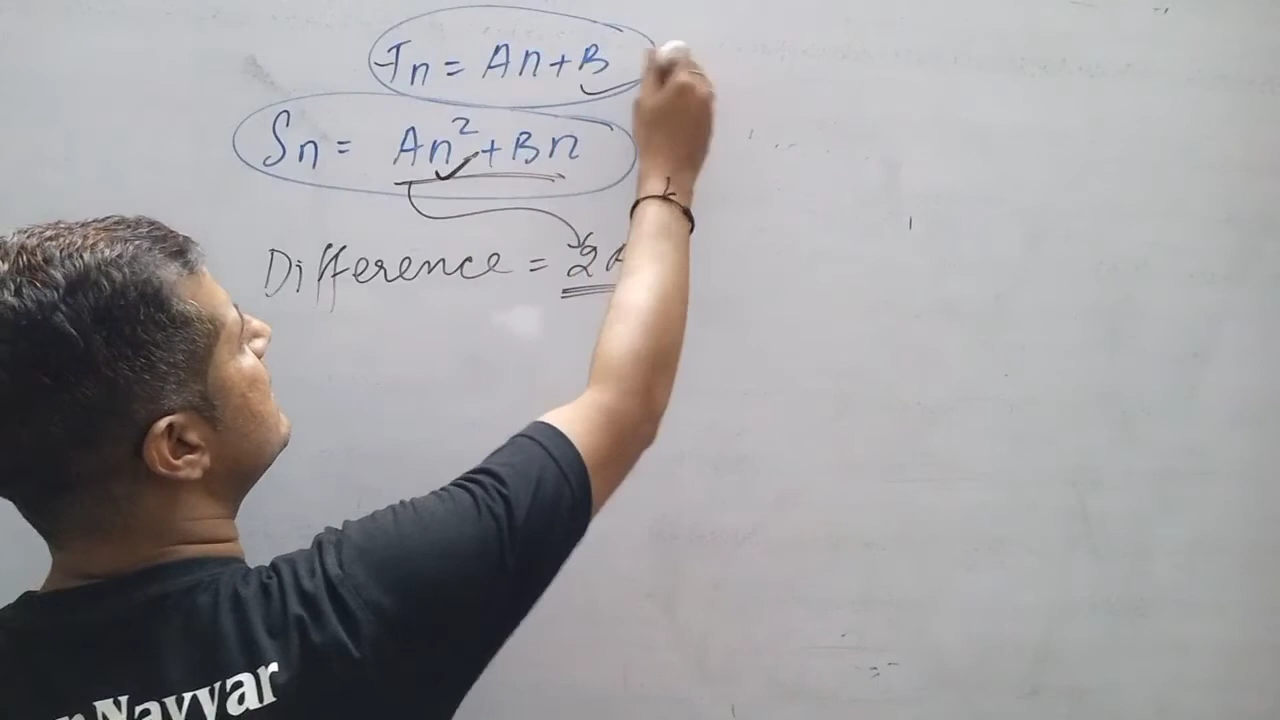 Tn = An+B
Sn = An²+Bn
Difference = 2A
Nayyar